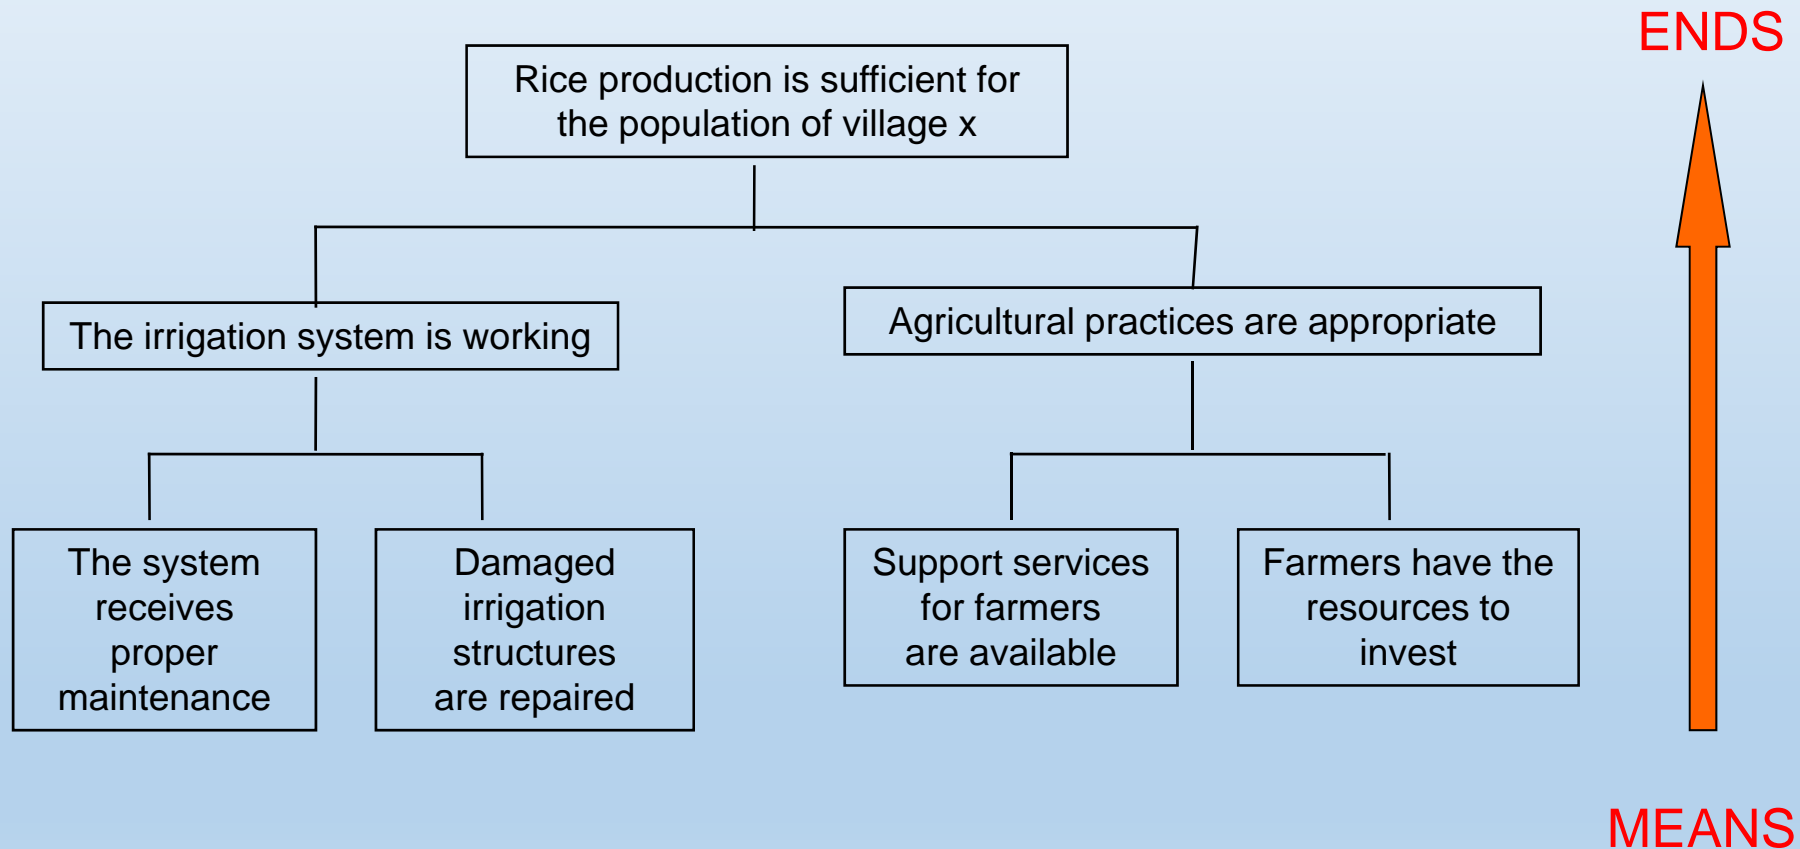 ENDS
Rice production is sufficient for
the population of village x
The irrigation system is working
Agricultural practices are appropriate
The system
receives
proper
maintenance
Damaged
irrigation
structures
are repaired
Support services
for farmers
are available
Farmers have the
resources to
invest
MEANS